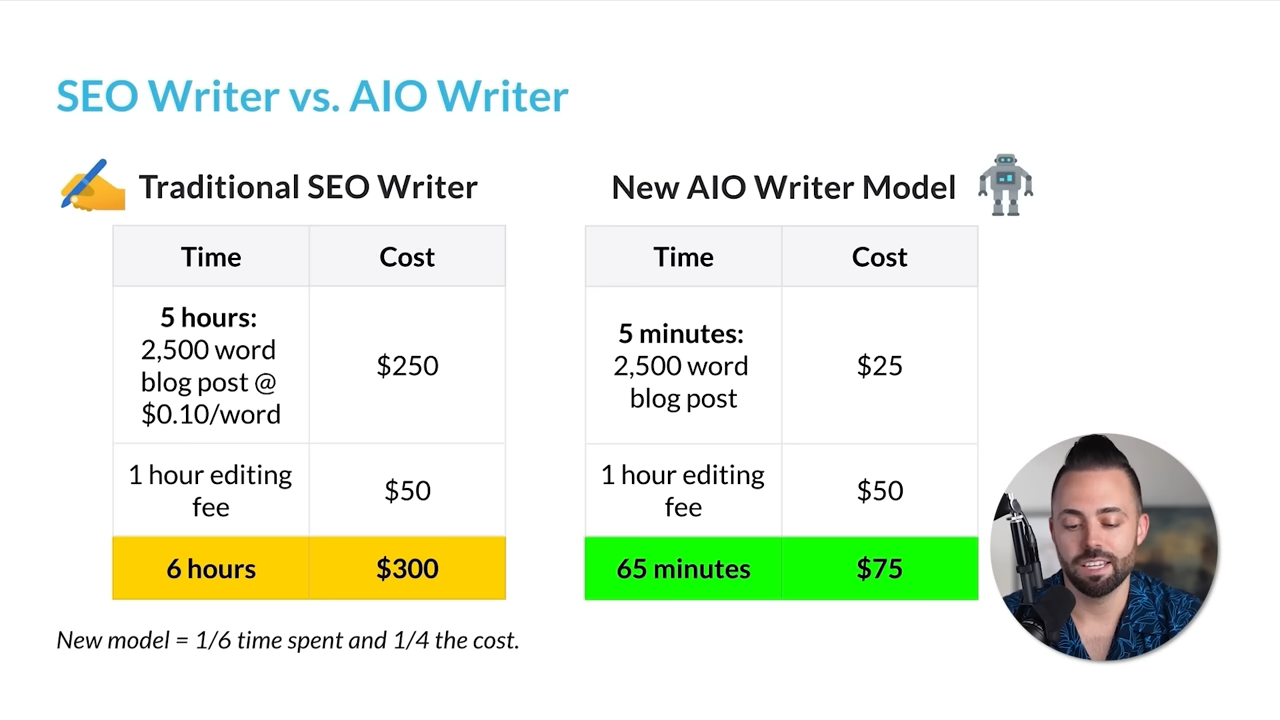 SEO Writer vs. AIO Writer
Traditional SEO Writer
Time
Cost
5 hours:
2,500 word
blog post @
$0.10/word
$250
1 hour editing
fee
$50
6 hours
$300
New AIO Writer Model
Time
Cost
5 minutes:
2,500 word
blog post
$25
1 hour editing
fee
$50
65 minutes
$75
New model = 1/6 time spent and 1/4 the cost.